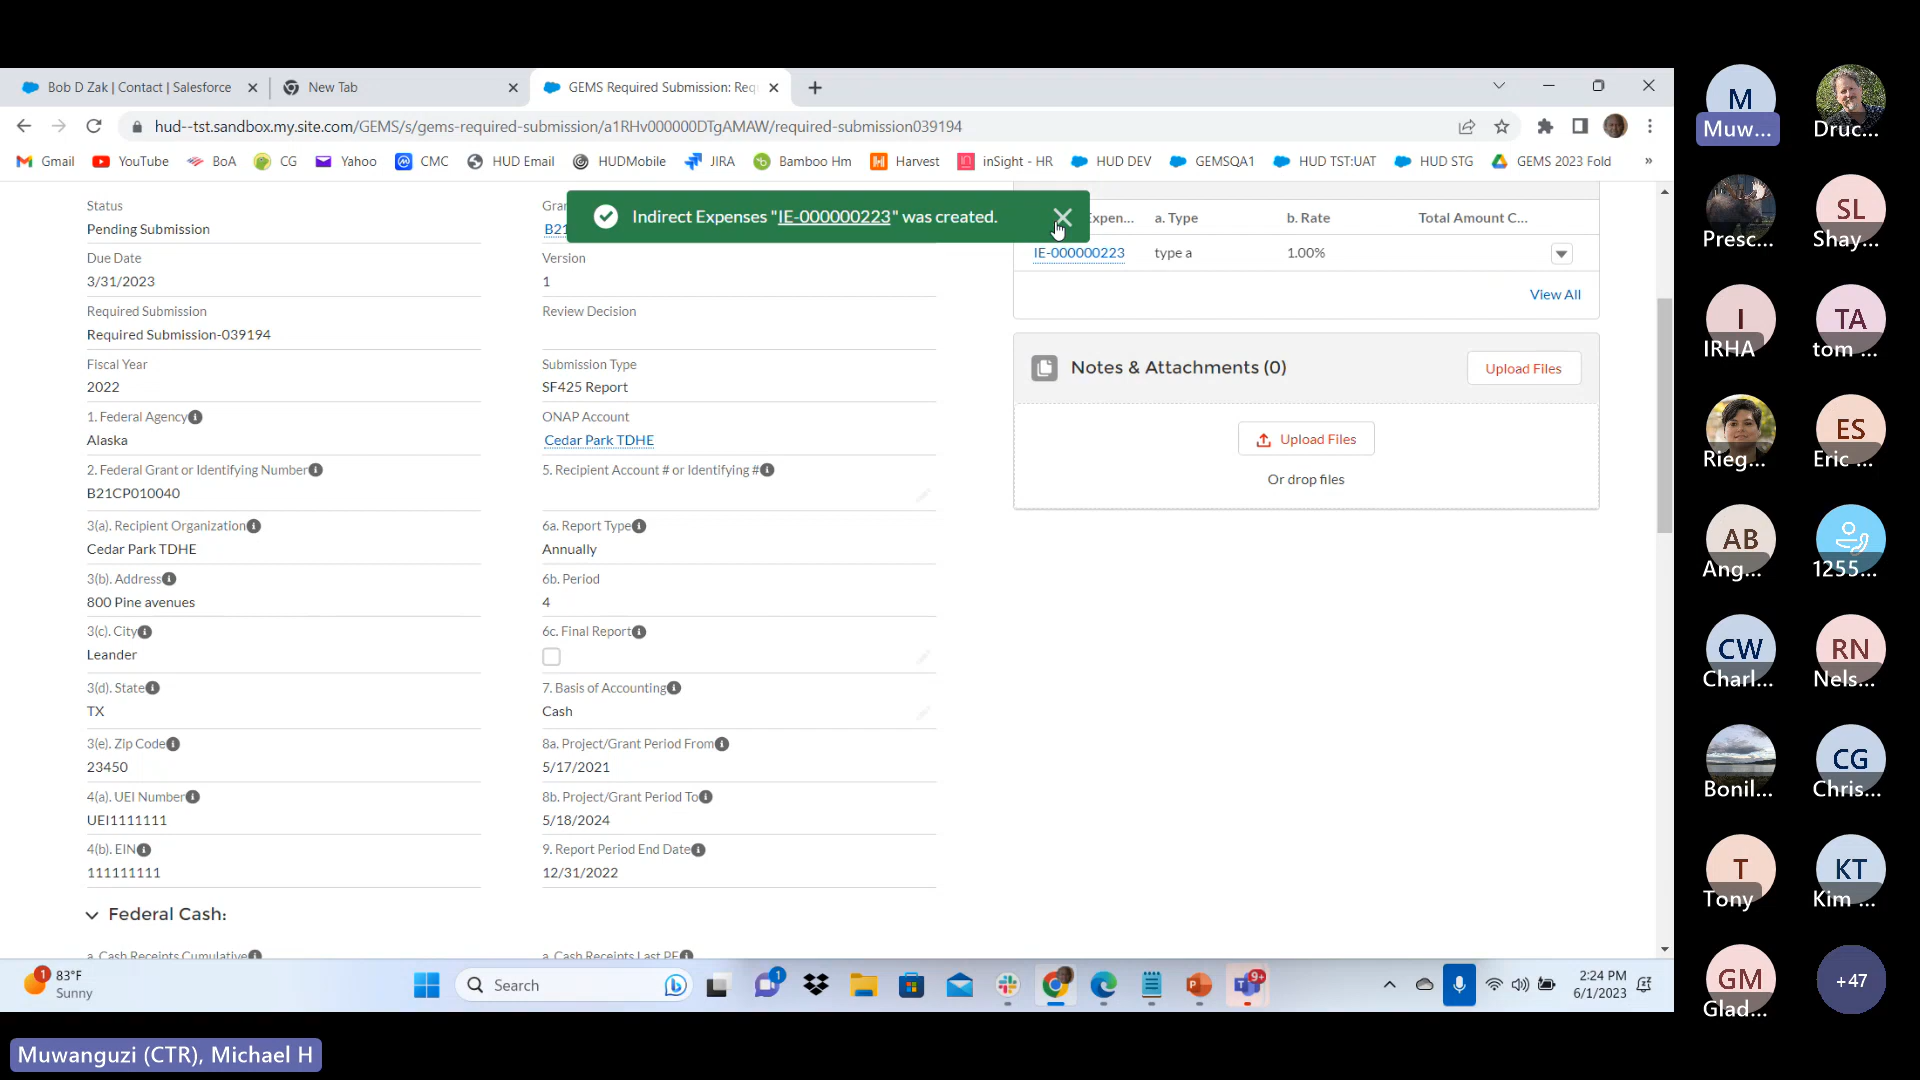 Bob D Zak | Contact | Salesforce
New Tab
GEMS Required Submission: Req
hud--tst.sandbox.my.site.com/GEMS/s/gems-required-submission/a1RHv000000DTgAMAW/required-submission039194
Gmail
YouTube
BoA
CG
Yahoo
CMC
HUD Email
HUDMobile
JIRA
Bamboo Hm
Harvest
inSight - HR
HUD DEV
GEMSQA1
HUD TST:UAT
HUD STG
GEMS 2023 Fold
»
Indirect Expenses "IE-000000223" was created.
Status
Pending Submission
Due Date
3/31/2023
Required Submission
Required Submission-039194
Fiscal Year
2022
1. Federal Agency
Alaska
2. Federal Grant or Identifying Number
B21CP010040
3(a). Recipient Organization
Cedar Park TDHE
3(b). Address
800 Pine avenues
3(c). City
Leander
3(d). State
TX
3(e). Zip Code
23450
4(a). UEI Number
UEI1111111
4(b). EIN
111111111
Federal Cash:
a. Cash Receipts Cumulative
Gra
B21
Version
1
Review Decision
Submission Type
SF425 Report
ONAP Account
Cedar Park TDHE
5. Recipient Account # or Identifying #
6a. Report Type
Annually
6b. Period
4
6c. Final Report
7. Basis of Accounting
Cash
8a. Project/Grant Period From
5/17/2021
8b. Project/Grant Period To
5/18/2024
9. Report Period End Date
12/31/2022
a. Cash Receipts Last PE
xpen...
a. Type
b. Rate
Total Amount C...
IE-000000223
type a
1.00%
View All
Notes & Attachments (0)
Upload Files
Upload Files
Or drop files
1
83°F
Sunny
Search
1
9+
2:24 PM
6/1/2023
M
Muw...
Druc...
Presc...
SL
Shay...
I
IRHA
TA
tom ...
Rieg...
ES
Eric ...
AB
Ang...
1255...
CW
Charl...
RN
Nels...
Bonil...
CG
Chris...
T
Tony
KT
Kim ...
GM
Glad...
+47
Muwanguzi (CTR), Michael H